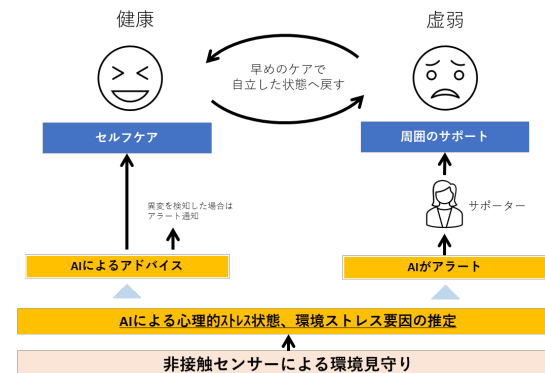 健康
虚弱
早めのケアで
自立した状態へ戻す
セルフケア
周囲のサポート
異変を検知した場合は
アラート通知
サポーター
AIによるアドバイス
AIがアラート
AIによる心理的ｽﾄﾚｽ状態、環境ストレス要因の推定
非接触センサーによる環境見守り